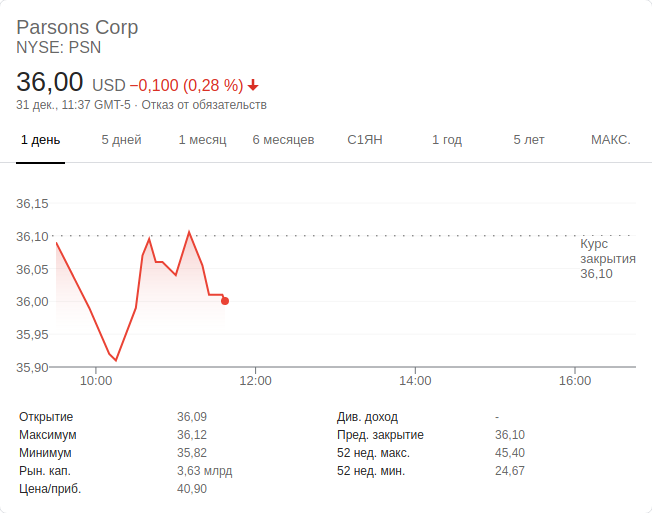 Parsons Corp
NYSE: PSN
36,00 USD −0,100 (0,28 %)
31 дек., 11:37 GMT-5 · Отказ от обязательств
1 день 5 дней 1 месяц 6 месяцев С1ЯН 1 год 5 лет МАКС.
36,15
36,10
Курс
закрытия
36,10
36,05
36,00
35,95
35,90
10:00 12:00 14:00 16:00
Открытие 36,09 Див. доход -
Максимум 36,12 Пред. закрытие 36,10
Минимум 35,82 52 нед. макс. 45,40
Рын. кап. 3,63 млрд 52 нед. мин. 24,67
Цена/приб. 40,90